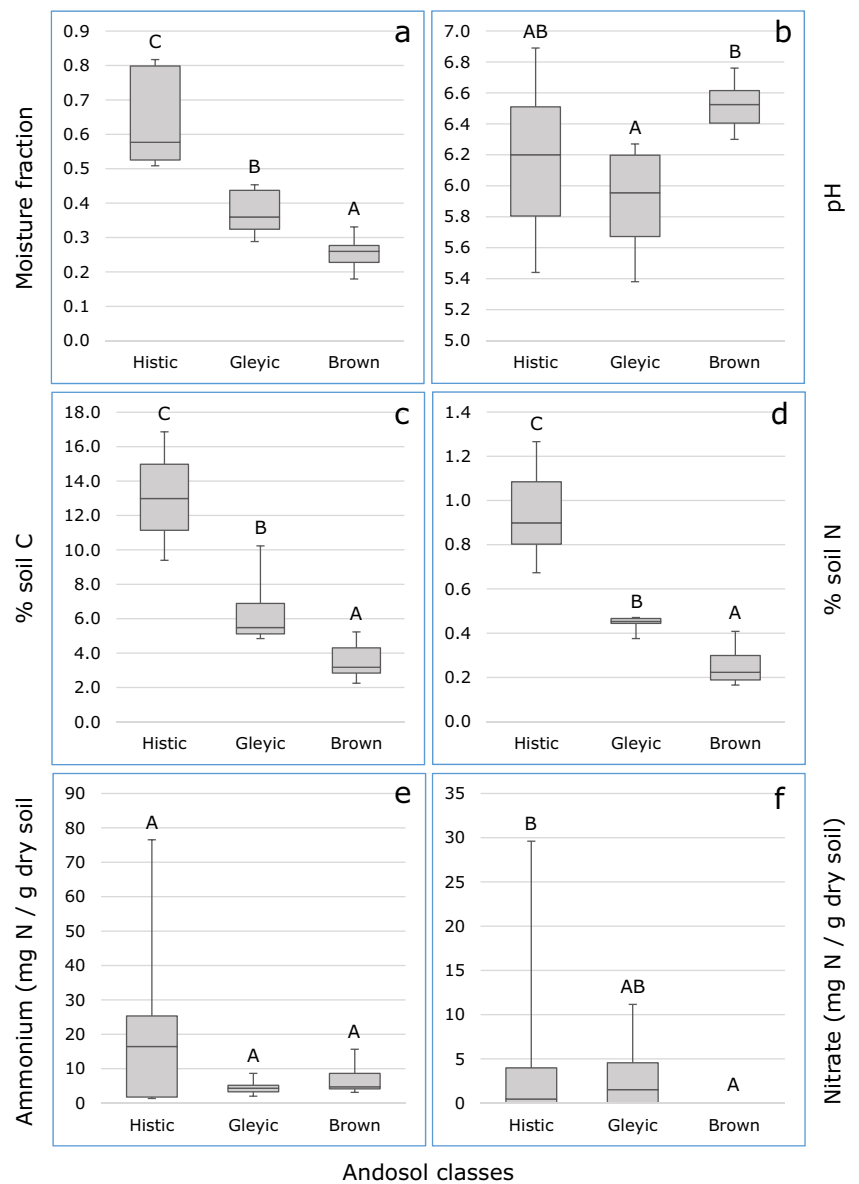 a
0.9
0.8
0.7
0.6
0.5
0.4
0.3
0.2
0.1
0.0
C
B
A
Histic Gleyic Brown
Moisture fraction
b
7.0
6.8
6.6
6.4
6.2
6.0
5.8
5.6
5.4
5.2
5.0
AB
A
B
Histic Gleyic Brown
pH
c
18.0
16.0
14.0
12.0
10.0
8.0
6.0
4.0
2.0
0.0
C
B
A
Histic Gleyic Brown
% soil C
d
1.4
1.2
1.0
0.8
0.6
0.4
0.2
0.0
C
B
A
Histic Gleyic Brown
% soil N
e
90
80
70
60
50
40
30
20
10
0
A
A
A
Histic Gleyic Brown
Ammonium (mg N / g dry soil
f
35
30
25
20
15
10
5
0
B
AB
A
Histic Gleyic Brown
Nitrate (mg N / g dry soil)
Andosol classes